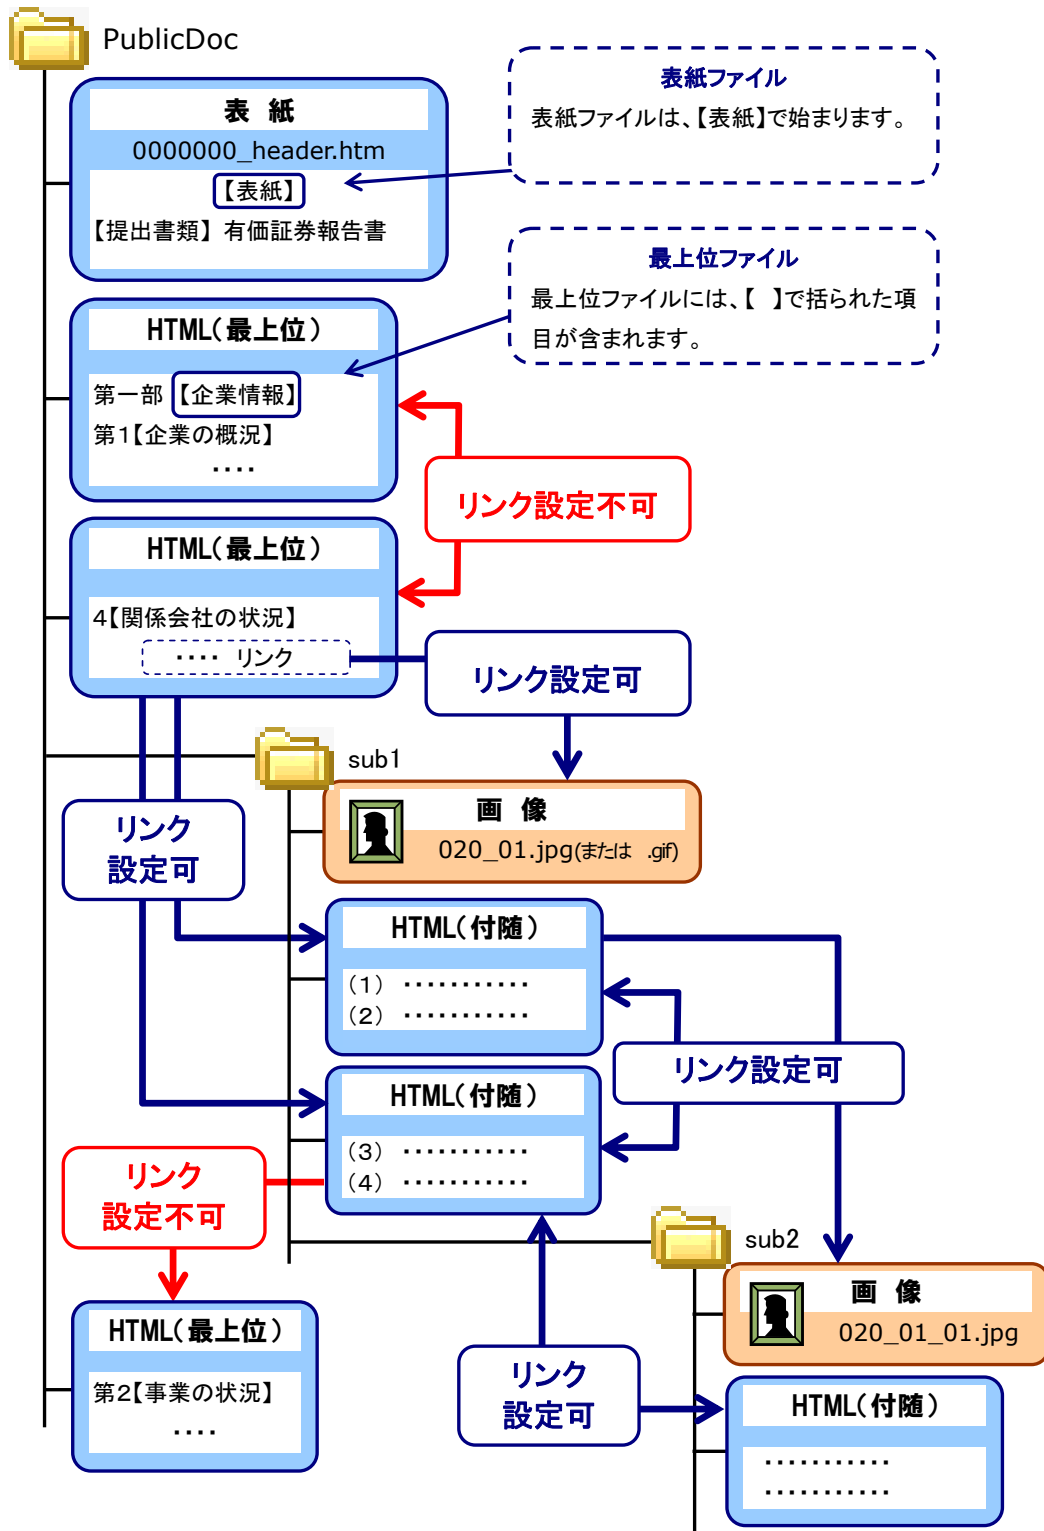 PublicDoc
表 紙
0000000_header.htm
【表紙】
【提出書類】 有価証券報告書
表紙ファイル
表紙ファイルは、【表紙】で始まります。
最上位ファイル
最上位ファイルには、【 】で括られた項
目が含まれます。
HTML(最上位)
第一部 【企業情報】
第1【企業の概況】
‥‥
リンク設定不可
HTML(最上位)
4【関係会社の状況】
‥‥ リンク
リンク設定可
sub1
画 像
020_01.jpg(または .gif)
リンク
設定可
HTML(付随)
(1) ‥‥‥‥‥‥
(2) ‥‥‥‥‥‥
リンク設定可
HTML(付随)
(3) ‥‥‥‥‥‥
(4) ‥‥‥‥‥‥
リンク
設定不可
sub2
画 像
020_01_01.jpg
HTML(最上位)
第2【事業の状況】
‥‥
リンク
設定可
HTML(付随)
‥‥‥‥‥‥
‥‥‥‥‥‥